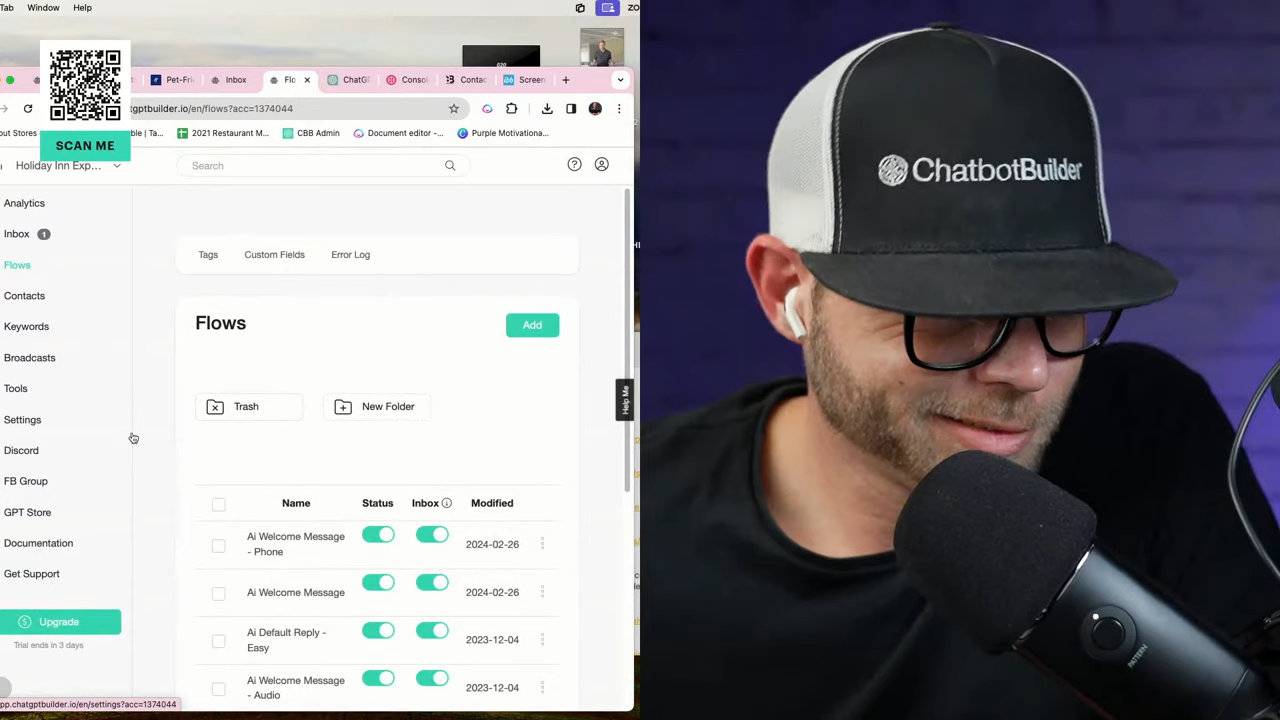 Tab Window Help
ZO
Pet-Fri
Inbox
Flo
ChatGF
Conso
Contac
Screen
tgptbuilder.io/en/flows?acc=1374044
out Stores
ble | Ta...
2021 Restaurant M...
CBB Admin
Document editor -...
Purple Motivationa...
SCAN ME
Holiday Inn Exp...
Search
Analytics
Inbox 1
Flows
Contacts
Keywords
Broadcasts
Tools
Settings
Discord
FB Group
GPT Store
Documentation
Get Support
Upgrade
Trial ends in 3 days
app.chatgptbuilder.io/en/settings?acc=1374044
Tags Custom Fields Error Log
Flows
Add
Trash
New Folder
Help Me
Name Status Inbox Modified
Ai Welcome Message
- Phone
2024-02-26
Ai Welcome Message
2024-02-26
Ai Default Reply -
Easy
2023-12-04
Ai Welcome Message
- Audio
2023-12-04
ChatbotBuilder
PATTERN